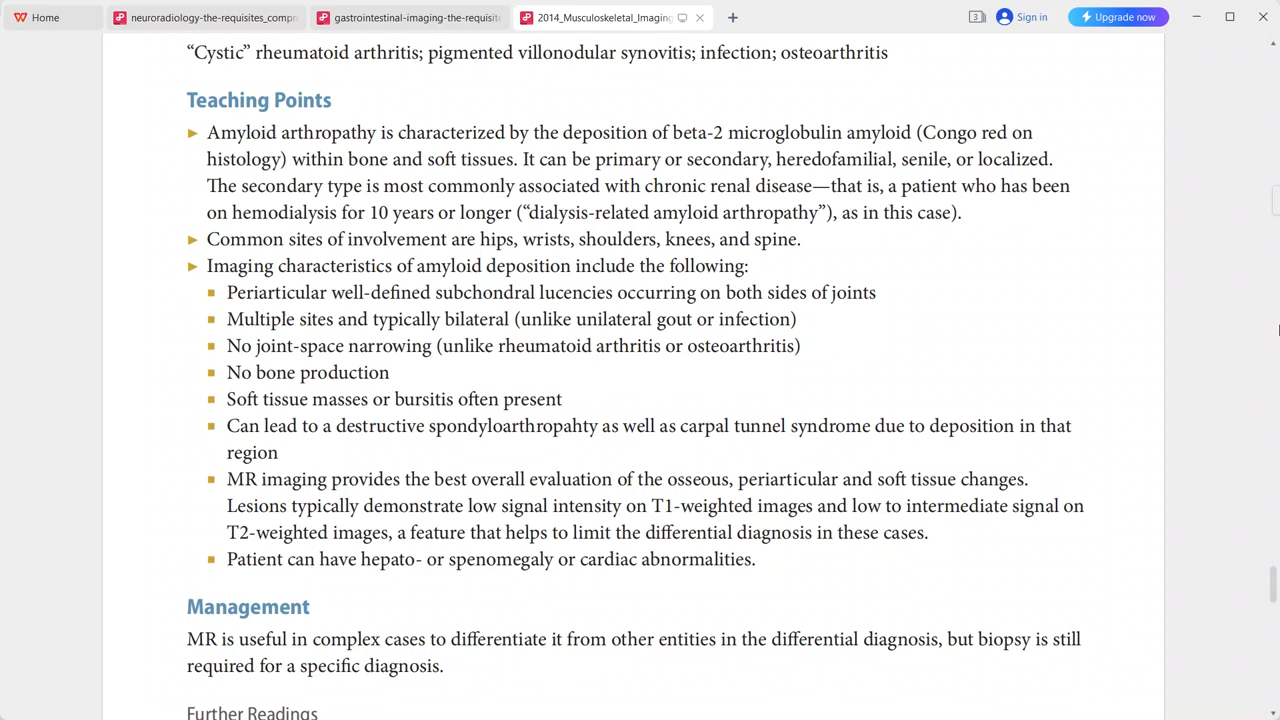 Home
neuroradiology-the-requisites_compre
gastrointestinal-imaging-the-requisite
2014_Musculoskeletal_Imaging
3
Sign in
Upgrade now
“Cystic” rheumatoid arthritis; pigmented villonodular synovitis; infection; osteoarthritis
Teaching Points
► Amyloid arthropathy is characterized by the deposition of beta-2 microglobulin amyloid (Congo red on
histology) within bone and soft tissues. It can be primary or secondary, heredofamilial, senile, or localized.
The secondary type is most commonly associated with chronic renal disease—that is, a patient who has been
on hemodialysis for 10 years or longer (“dialysis-related amyloid arthropathy”), as in this case).
► Common sites of involvement are hips, wrists, shoulders, knees, and spine.
► Imaging characteristics of amyloid deposition include the following:
■ Periarticular well-defined subchondral lucencies occurring on both sides of joints
■ Multiple sites and typically bilateral (unlike unilateral gout or infection)
■ No joint-space narrowing (unlike rheumatoid arthritis or osteoarthritis)
■ No bone production
■ Soft tissue masses or bursitis often present
■ Can lead to a destructive spondyloarthropahty as well as carpal tunnel syndrome due to deposition in that
region
■ MR imaging provides the best overall evaluation of the osseous, periarticular and soft tissue changes.
Lesions typically demonstrate low signal intensity on T1-weighted images and low to intermediate signal on
T2-weighted images, a feature that helps to limit the differential diagnosis in these cases.
■ Patient can have hepato- or spenomegaly or cardiac abnormalities.
Management
MR is useful in complex cases to differentiate it from other entities in the differential diagnosis, but biopsy is still
required for a specific diagnosis.
Further Readings